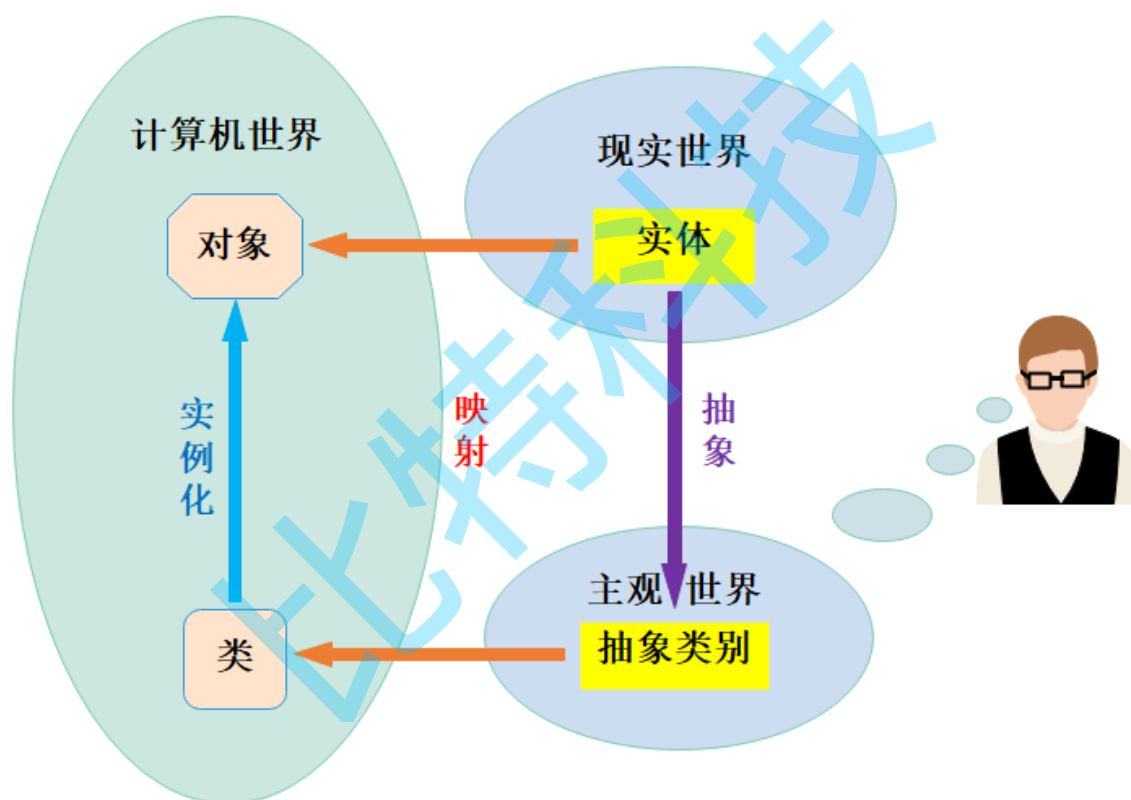 计算机世界
现实世界
对象
实体
实例化
映射
抽象
主观 世界
抽象类别
类
比特科技